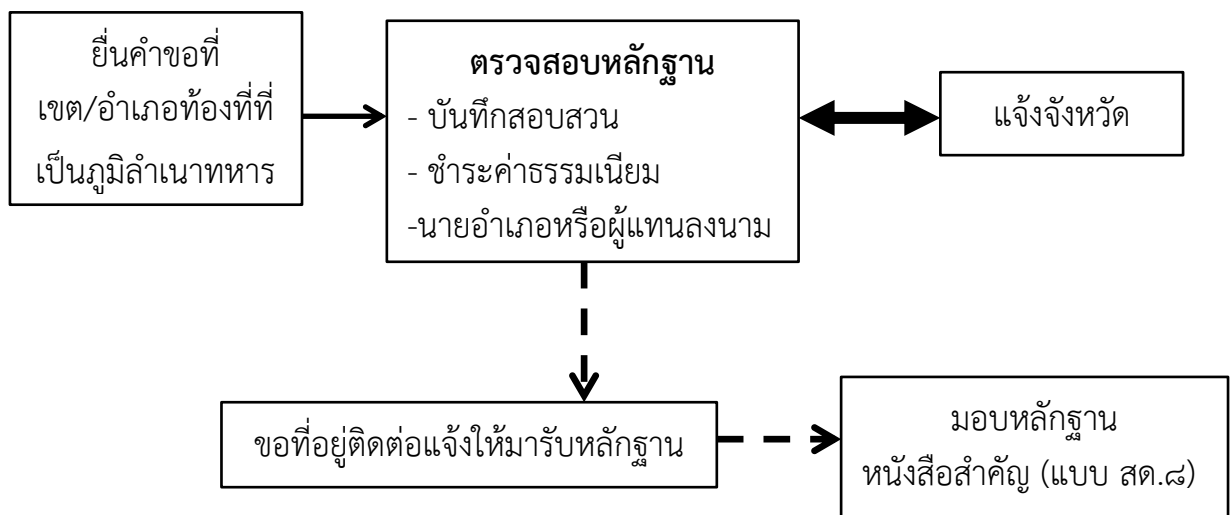 ยื่นคำขอที่
เขต/อำเภอท้องที่ที่
เป็นภูมิลำเนาทหาร
ตรวจสอบหลักฐาน
- บันทึกสอบสวน
- ชำระค่าธรรมเนียม
-นายอำเภอหรือผู้แทนลงนาม
แจ้งจังหวัด
ขอที่อยู่ติดต่อแจ้งให้มารับหลักฐาน
มอบหลักฐาน
หนังสือสำคัญ (แบบ สด.๘)